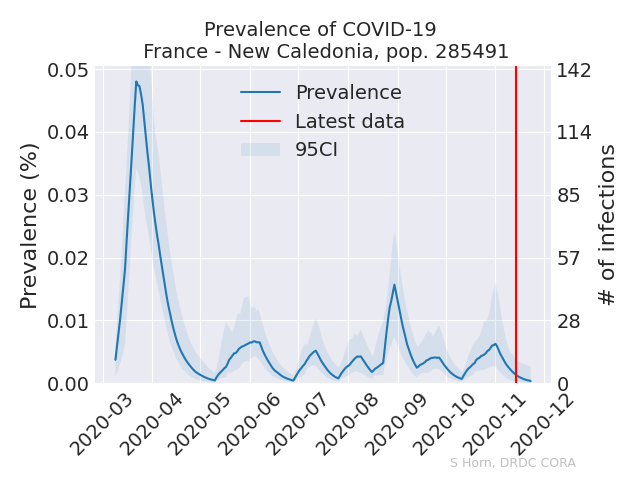 Prevalence of COVID-19
France - New Caledonia, pop. 285491
Prevalence
Latest data
95CI
Prevalence (%)
0.05
0.04
0.03
0.02
0.01
0.00
142
114
85
57
28
0
# of infections
2020-03
2020-04
2020-05
2020-06
2020-07
2020-08
2020-09
2020-10
2020-11
2020-12
S Horn, DRDC CORA